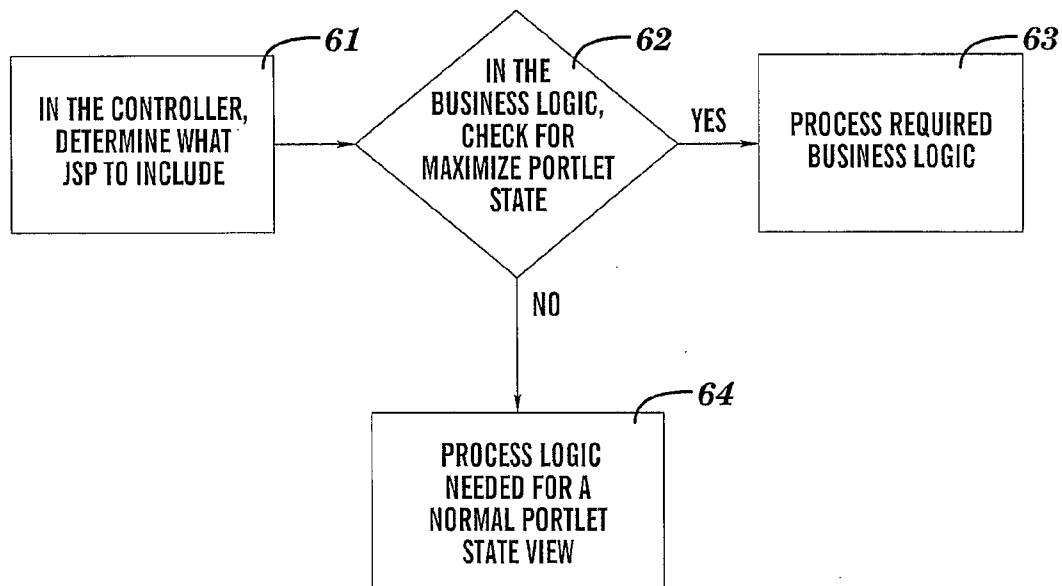 61
IN THE CONTROLLER,
DETERMINE WHAT
JSP TO INCLUDE
62
IN THE
BUSINESS LOGIC,
CHECK FOR
MAXIMIZE PORTLET
STATE
YES
63
PROCESS REQUIRED
BUSINESS LOGIC
NO
64
PROCESS LOGIC
NEEDED FOR A
NORMAL PORTLET
STATE VIEW